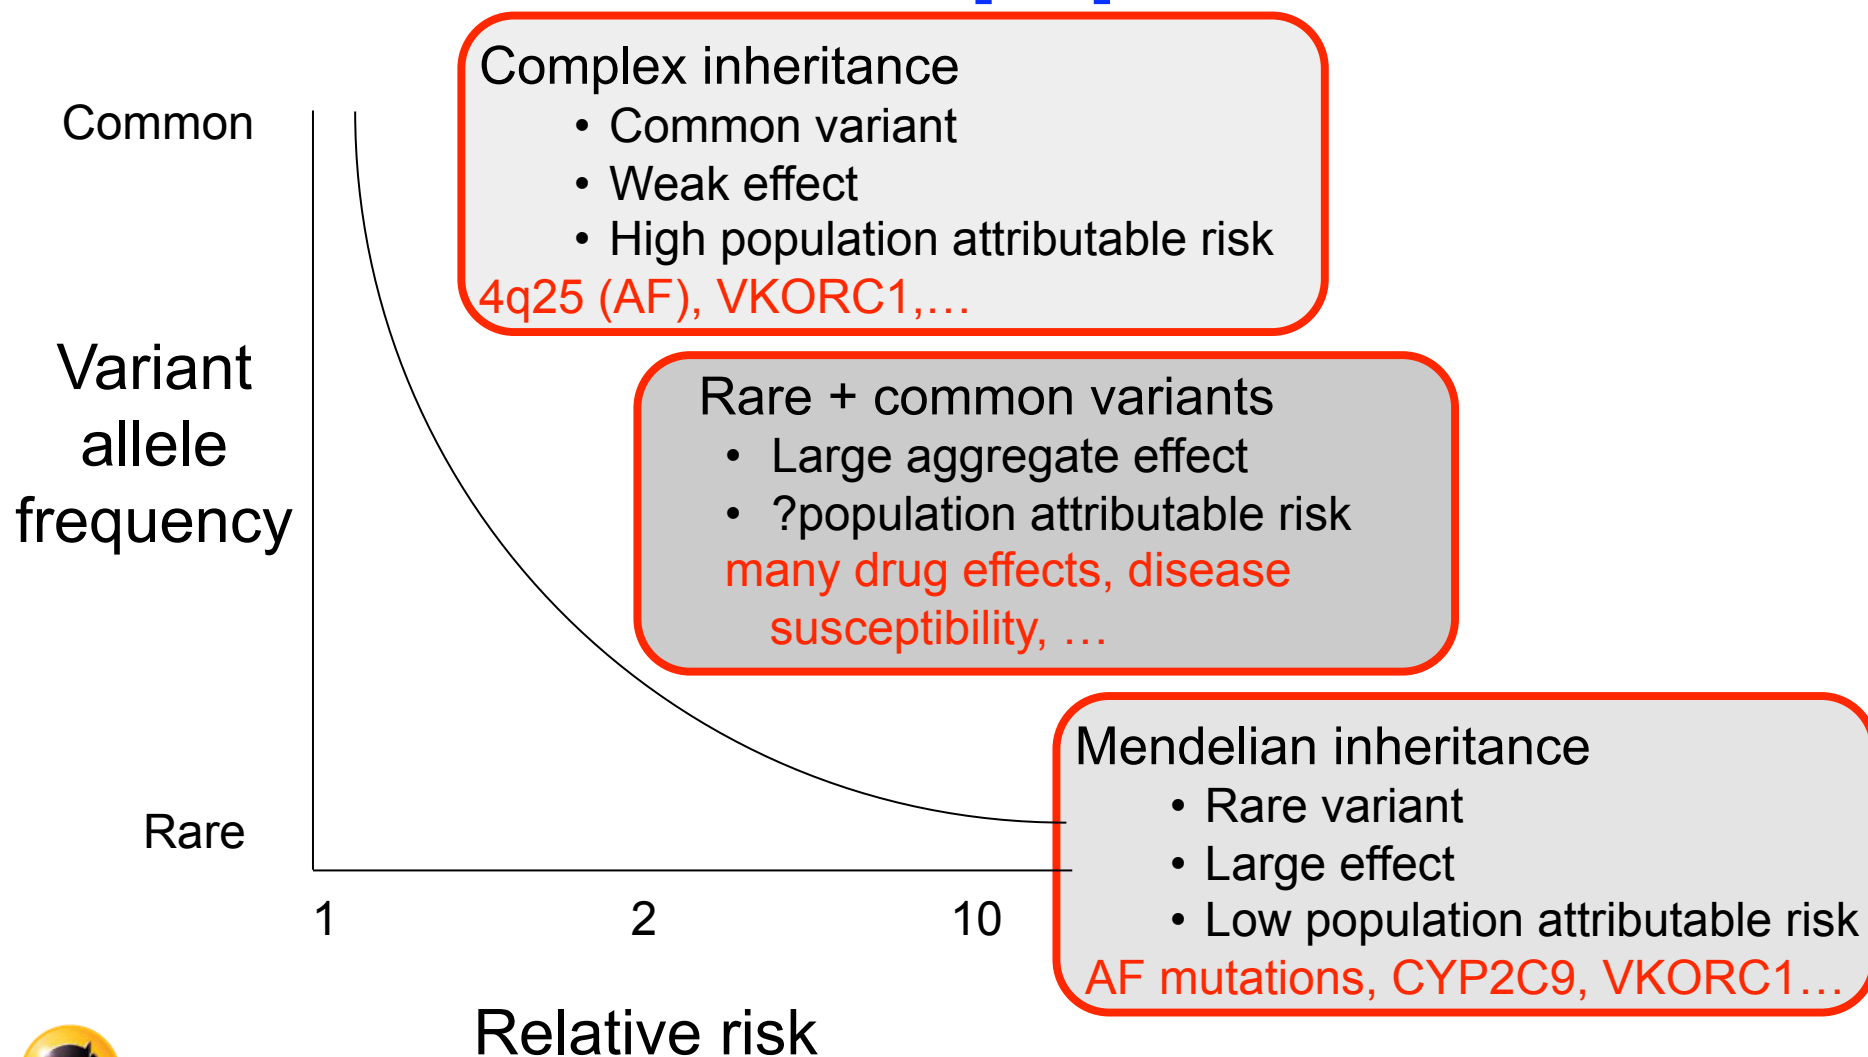 Complex inheritance
• Common variant
• Weak effect
• High population attributable risk
4q25 (AF), VKORC1,…
Common
Variant
allele
frequency
Rare + common variants
• Large aggregate effect
• ?population attributable risk
many drug effects, disease
susceptibility, …
Mendelian inheritance
• Rare variant
• Large effect
• Low population attributable risk
AF mutations, CYP2C9, VKORC1…
Rare
1 2 10
Relative risk